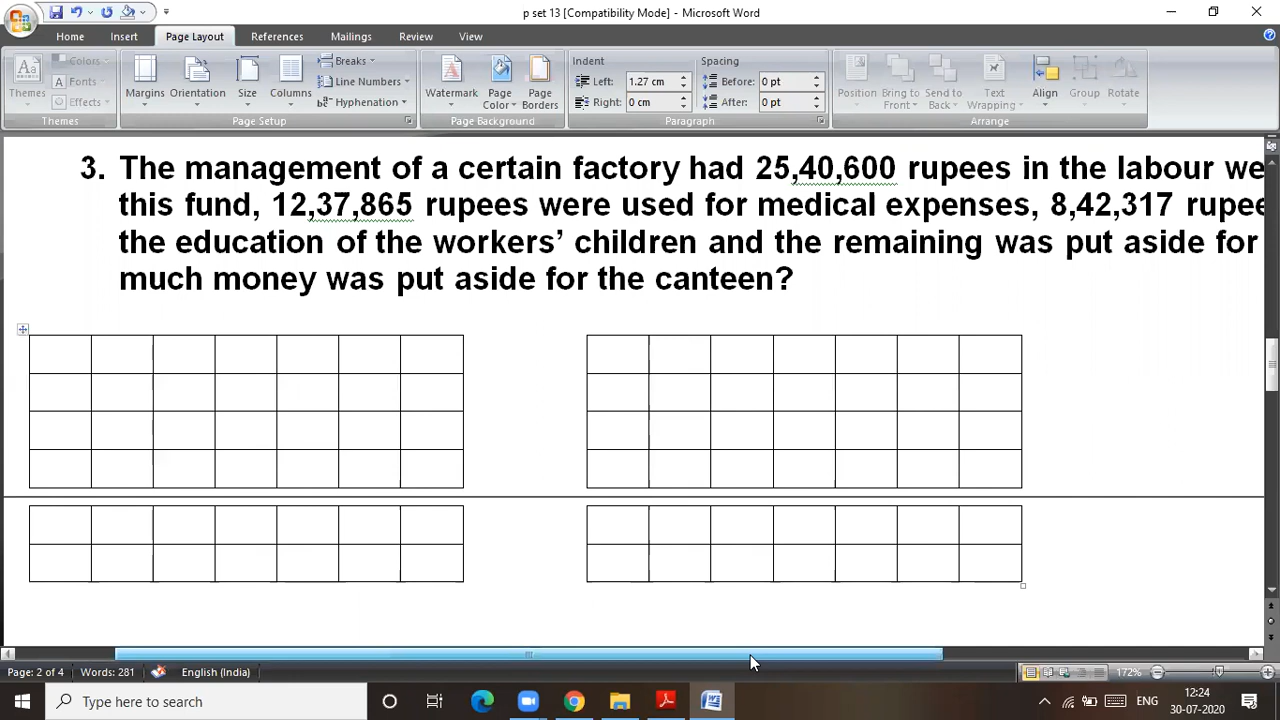 p set 13 [Compatibility Mode] - Microsoft Word
Home Insert Page Layout References Mailings Review View
Themes
Colors
Fonts
Effects
Themes
Margins Orientation Size Columns
Breaks
Line Numbers
Hyphenation
Page Setup
Watermark Page Color Page Borders
Page Background
Indent Spacing
Left: 1.27 cm Before: 0 pt
Right: 0 cm After: 0 pt
Paragraph
Position Bring to Front Send to Back Text Wrapping Align Group Rotate
Arrange
3. The management of a certain factory had 25,40,600 rupees in the labour we
this fund, 12,37,865 rupees were used for medical expenses, 8,42,317 rupee
the education of the workers’ children and the remaining was put aside for
much money was put aside for the canteen?
Page: 2 of 4 Words: 281 English (India) 172%
Type here to search
ENG
12:24
30-07-2020